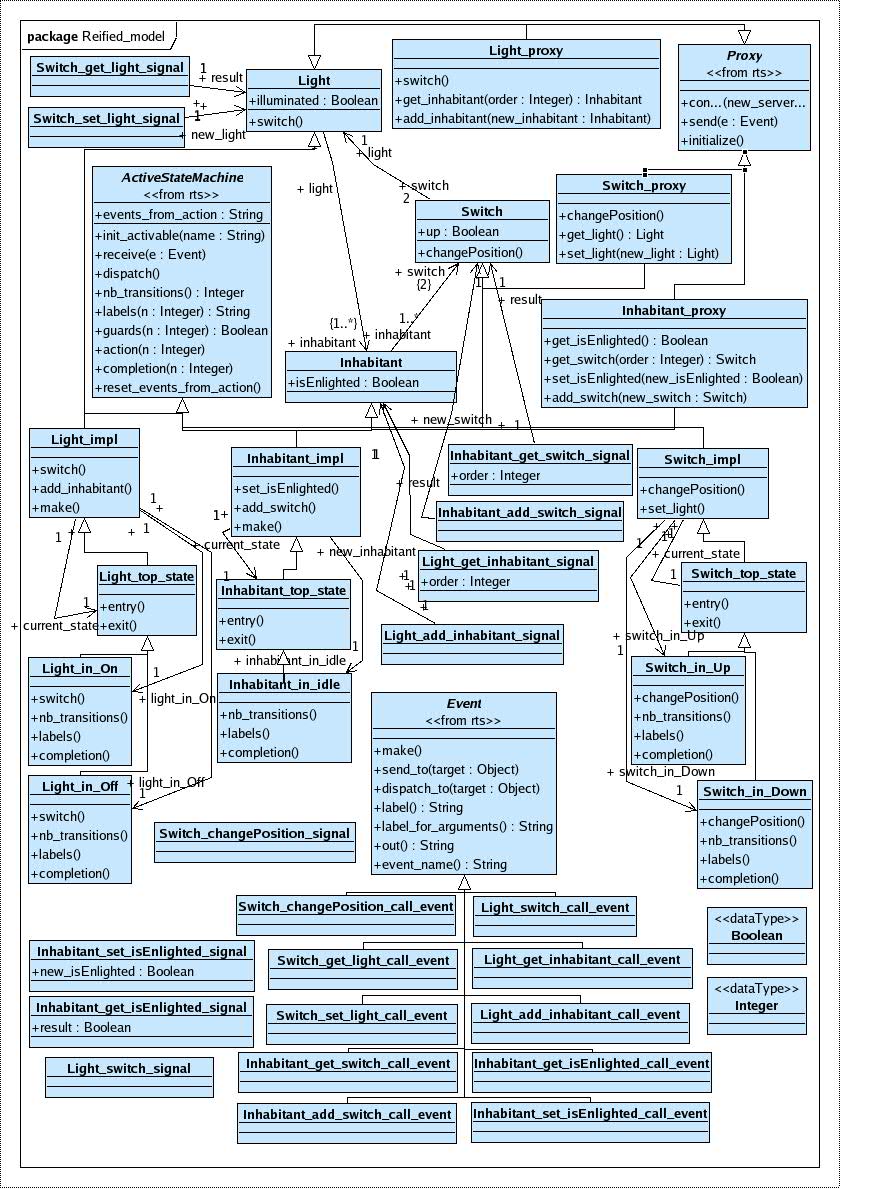 package Reified_model
Switch_get_light_signal
1
+ result
Switch_set_light_signal
++
1
+ new_light
Light
+illuminated : Boolean
+switch()
Light_proxy
+switch()
+get_inhabitant(order : Integer) : Inhabitant
+add_inhabitant(new_inhabitant : Inhabitant)
Proxy
<<from rts>>
+con...(new_server...
+send(e : Event)
+initialize()
1
+ light
+ light
+ switch
2
ActiveStateMachine
<<from rts>>
+events_from_action : String
+init_activable(name : String)
+receive(e : Event)
+dispatch()
+nb_transitions() : Integer
+labels(n : Integer) : String
+guards(n : Integer) : Boolean
+action(n : Integer)
+completion(n : Integer)
+reset_events_from_action()
Switch
+up : Boolean
+changePosition()
Switch_proxy
+changePosition()
+get_light() : Light
+set_light(new_light : Light)
+ switch
{2}
1
1
+ result
{1..*}
+ inhabitant
1..*
+ inhabitant
Inhabitant
+isEnlighted : Boolean
Inhabitant_proxy
+get_isEnlighted() : Boolean
+get_switch(order : Integer) : Switch
+set_isEnlighted(new_isEnlighted : Boolean)
+add_switch(new_switch : Switch)
+ new_switch
+ 1
Light_impl
+switch()
+add_inhabitant()
+make()
Inhabitant_impl
+set_isEnlighted()
+add_switch()
+make()
1
+ result
Inhabitant_get_switch_signal
+order : Integer
Inhabitant_add_switch_signal
Switch_impl
+changePosition()
+set_light()
1
+
1
+
+ 1
1+
+ current_state
1
+ new_inhabitant
Light_get_inhabitant_signal
+order : Integer
1
+
1
+
1
+
1
+ current_state
1
Light_top_state
+entry()
+exit()
1
+ current_state
Inhabitant_top_state
+entry()
+exit()
Switch_top_state
+entry()
+exit()
Light_add_inhabitant_signal
1
+ inhabitant_in_idle
+ switch_in_Up
1
Light_in_On
+switch()
+nb_transitions()
+labels()
+completion()
1
+ light_in_On
Inhabitant_in_idle
+nb_transitions()
+labels()
+completion()
Switch_in_Up
+changePosition()
+nb_transitions()
+labels()
+completion()
Event
<<from rts>>
+make()
+send_to(target : Object)
+dispatch_to(target : Object)
+label() : String
+label_for_arguments() : String
+out() : String
+event_name() : String
Light_in_Off
+switch()
+nb_transitions()
+labels()
+completion()
+ light_in_Off
1
+ switch_in_Down
1
Switch_in_Down
+changePosition()
+nb_transitions()
+labels()
+completion()
Switch_changePosition_signal
Switch_changePosition_call_event
Light_switch_call_event
<<dataType>>
Boolean
Inhabitant_set_isEnlighted_signal
+new_isEnlighted : Boolean
Switch_get_light_call_event
Light_get_inhabitant_call_event
<<dataType>>
Integer
Inhabitant_get_isEnlighted_signal
+result : Boolean
Switch_set_light_call_event
Light_add_inhabitant_call_event
Light_switch_signal
Inhabitant_get_switch_call_event
Inhabitant_get_isEnlighted_call_event
Inhabitant_add_switch_call_event
Inhabitant_set_isEnlighted_call_event